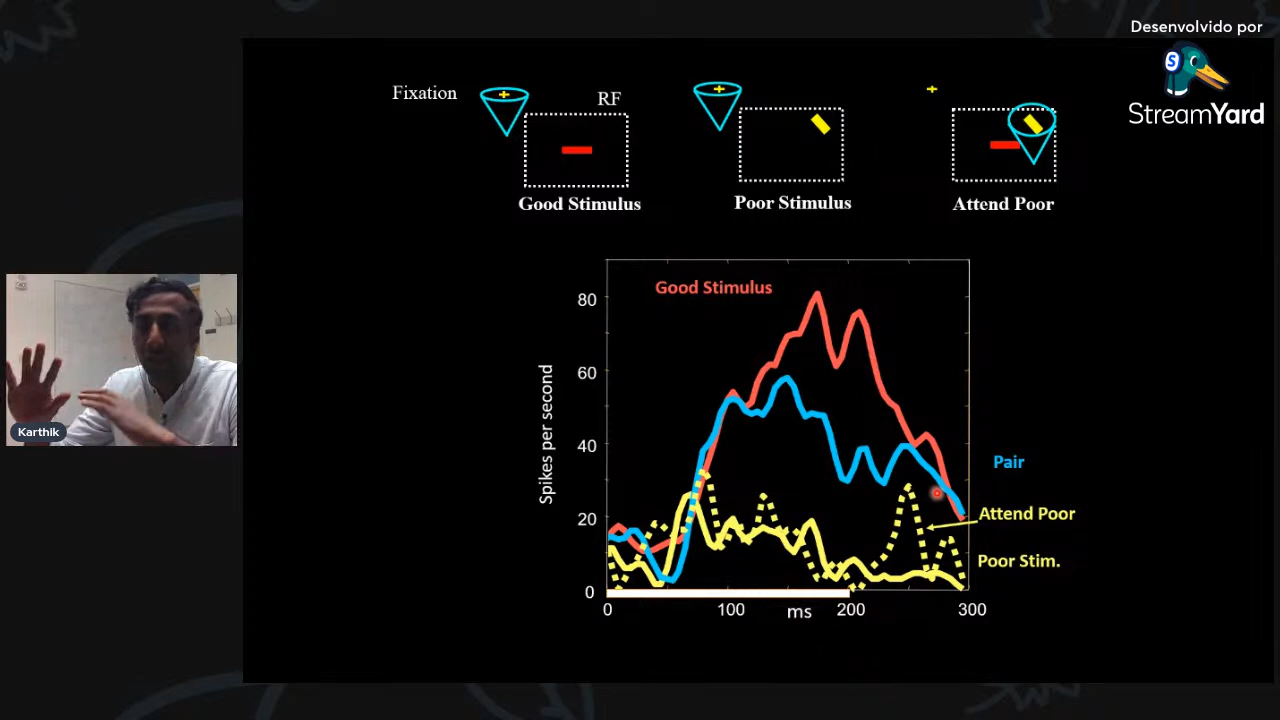 Desenvolvido por
S
StreamYard
Fixation
RF
Good Stimulus
Poor Stimulus
Attend Poor
Good Stimulus
80
60
40
20
0
Spikes per second
Pair
Attend Poor
Poor Stim.
0
100
ms
200
300
Karthik